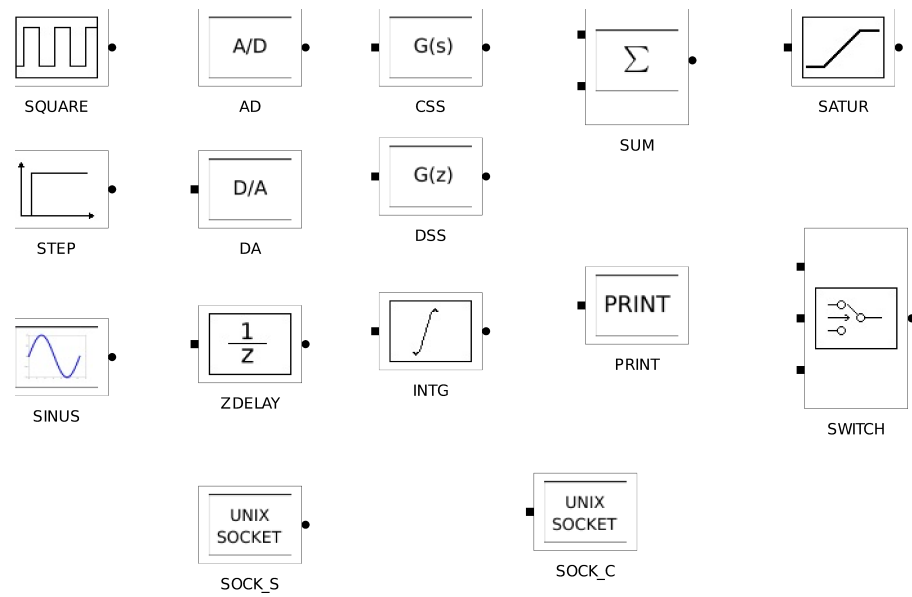 A/D
G(s)
Σ
SQUARE
AD
CSS
SATUR
SUM
D/A
G(z)
STEP
DA
DSS
PRINT
1
z
SINUS
ZDELAY
INTG
PRINT
SWITCH
UNIX
SOCKET
SOCK_S
UNIX
SOCKET
SOCK_C